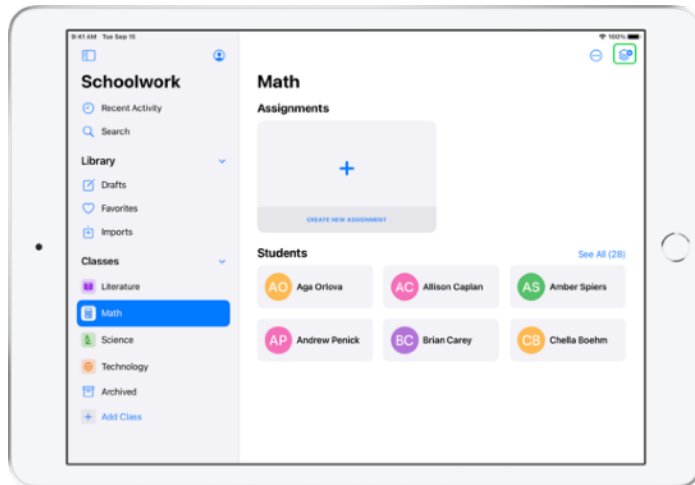 9:41 AM Tue Sep 15
100%
Schoolwork
Recent Activity
Search
Library
Drafts
Favorites
Imports
Classes
Literature
Math
Science
Technology
Archived
Add Class
Math
Assignments
CREATE NEW ASSIGNMENT
Students
See All (28)
AO Aga Orlova
AC Allison Caplan
AS Amber Spiers
AP Andrew Penick
BC Brian Carey
CB Chella Boehm